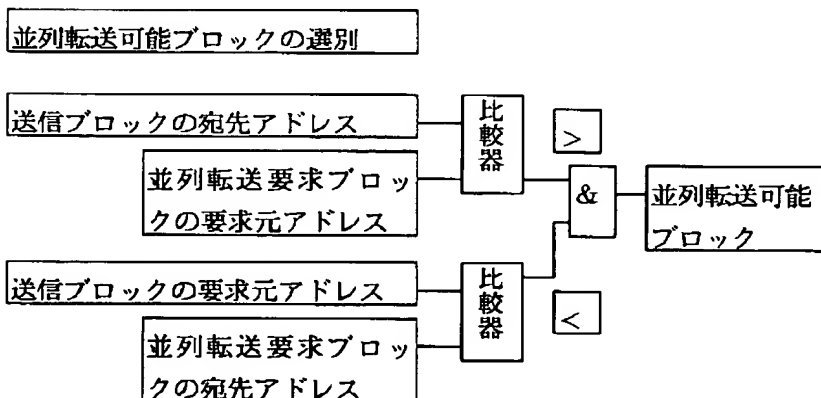 並列転送可能ブロックの選別
送信ブロックの宛先アドレス
並列転送要求ブロッ
クの要求元アドレス
比較器
>
&
並列転送可能
ブロック
送信ブロックの要求元アドレス
並列転送要求ブロッ
クの宛先アドレス
比較器
<